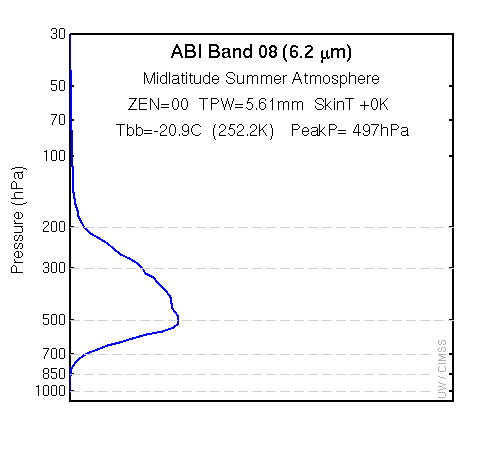 ABI Band 08 (6.2 μm)
Midlatitude Summer Atmosphere
ZEN=00 TPW=5.61mm SkinT +0K
Tbb=-20.9C (252.2K) PeakP= 497hPa
Pressure (hPa)
30
50
70
100
200
300
500
700
850
1000
UW / CIMSS